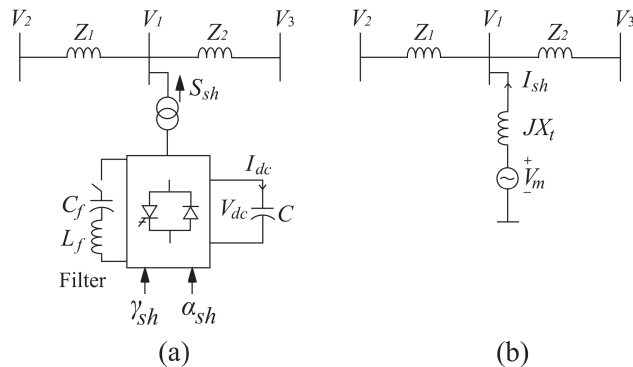 V2 V1 V3
Z1 Z2
Ssh
Idc
Cf Vdc C
Lf
Filter
γsh αsh
(a)
V2 V1 V3
Z1 Z2
Ish
JXt
+
Vm
−
(b)